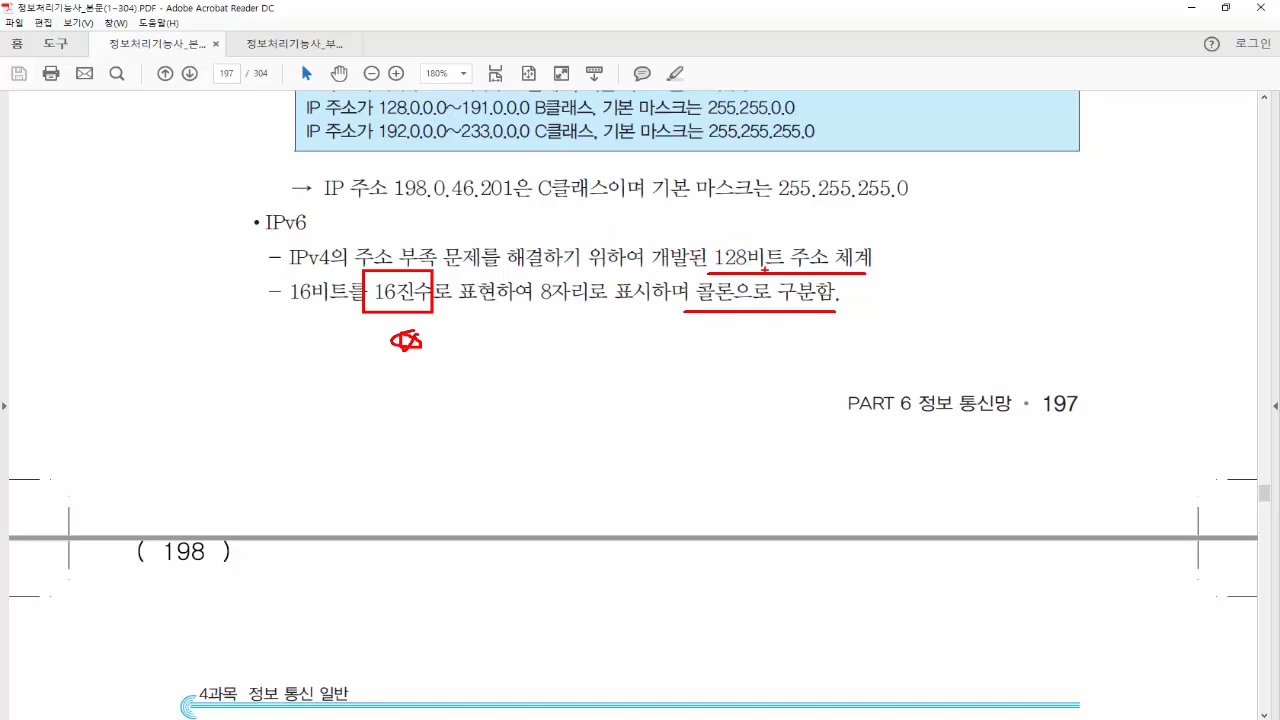 정보처리기능사_본문(1~304).PDF - Adobe Acrobat Reader DC
파일 편집 보기(V) 창(W) 도움말(H)
홈 도구 정보처리기능사_본... × 정보처리기능사_부... 로그인
197 / 304 180%
IP 주소가 128.0.0.0~191.0.0.0 B클래스, 기본 마스크는 255.255.0.0
IP 주소가 192.0.0.0~233.0.0.0 C클래스, 기본 마스크는 255.255.255.0
→ IP 주소 198.0.46.201은 C클래스이며 기본 마스크는 255.255.255.0
• IPv6
- IPv4의 주소 부족 문제를 해결하기 위하여 개발된 128비트 주소 체계
- 16비트를 16진수로 표현하여 8자리로 표시하며 콜론으로 구분함.
PART 6 정보 통신망 • 197
( 198 )
4과목 정보 통신 일반